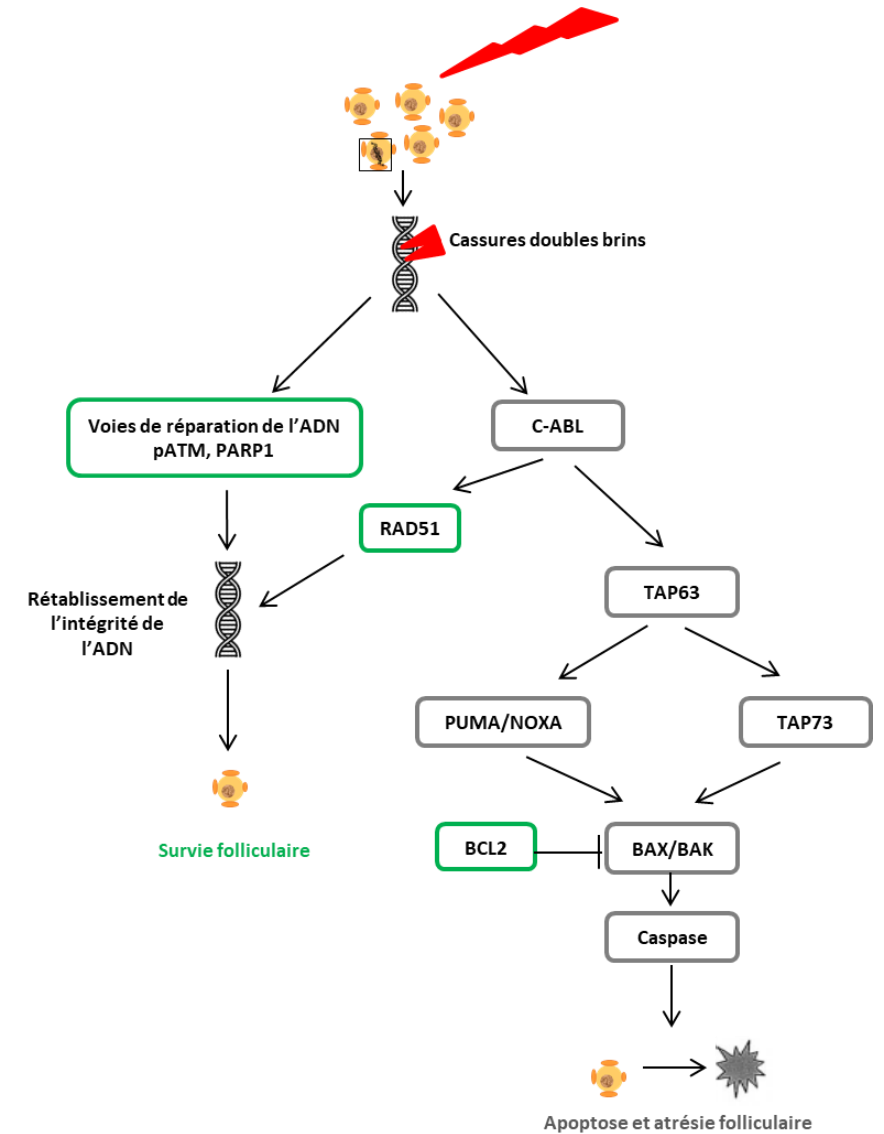 Cassures doubles brins
Voies de réparation de l'ADN
pATM, PARP1
C-ABL
RAD51
Rétablissement de
l'intégrité de
l'ADN
TAP63
PUMA/NOXA
TAP73
Survie folliculaire
BCL2
BAX/BAK
Caspase
Apoptose et atrésie folliculaire